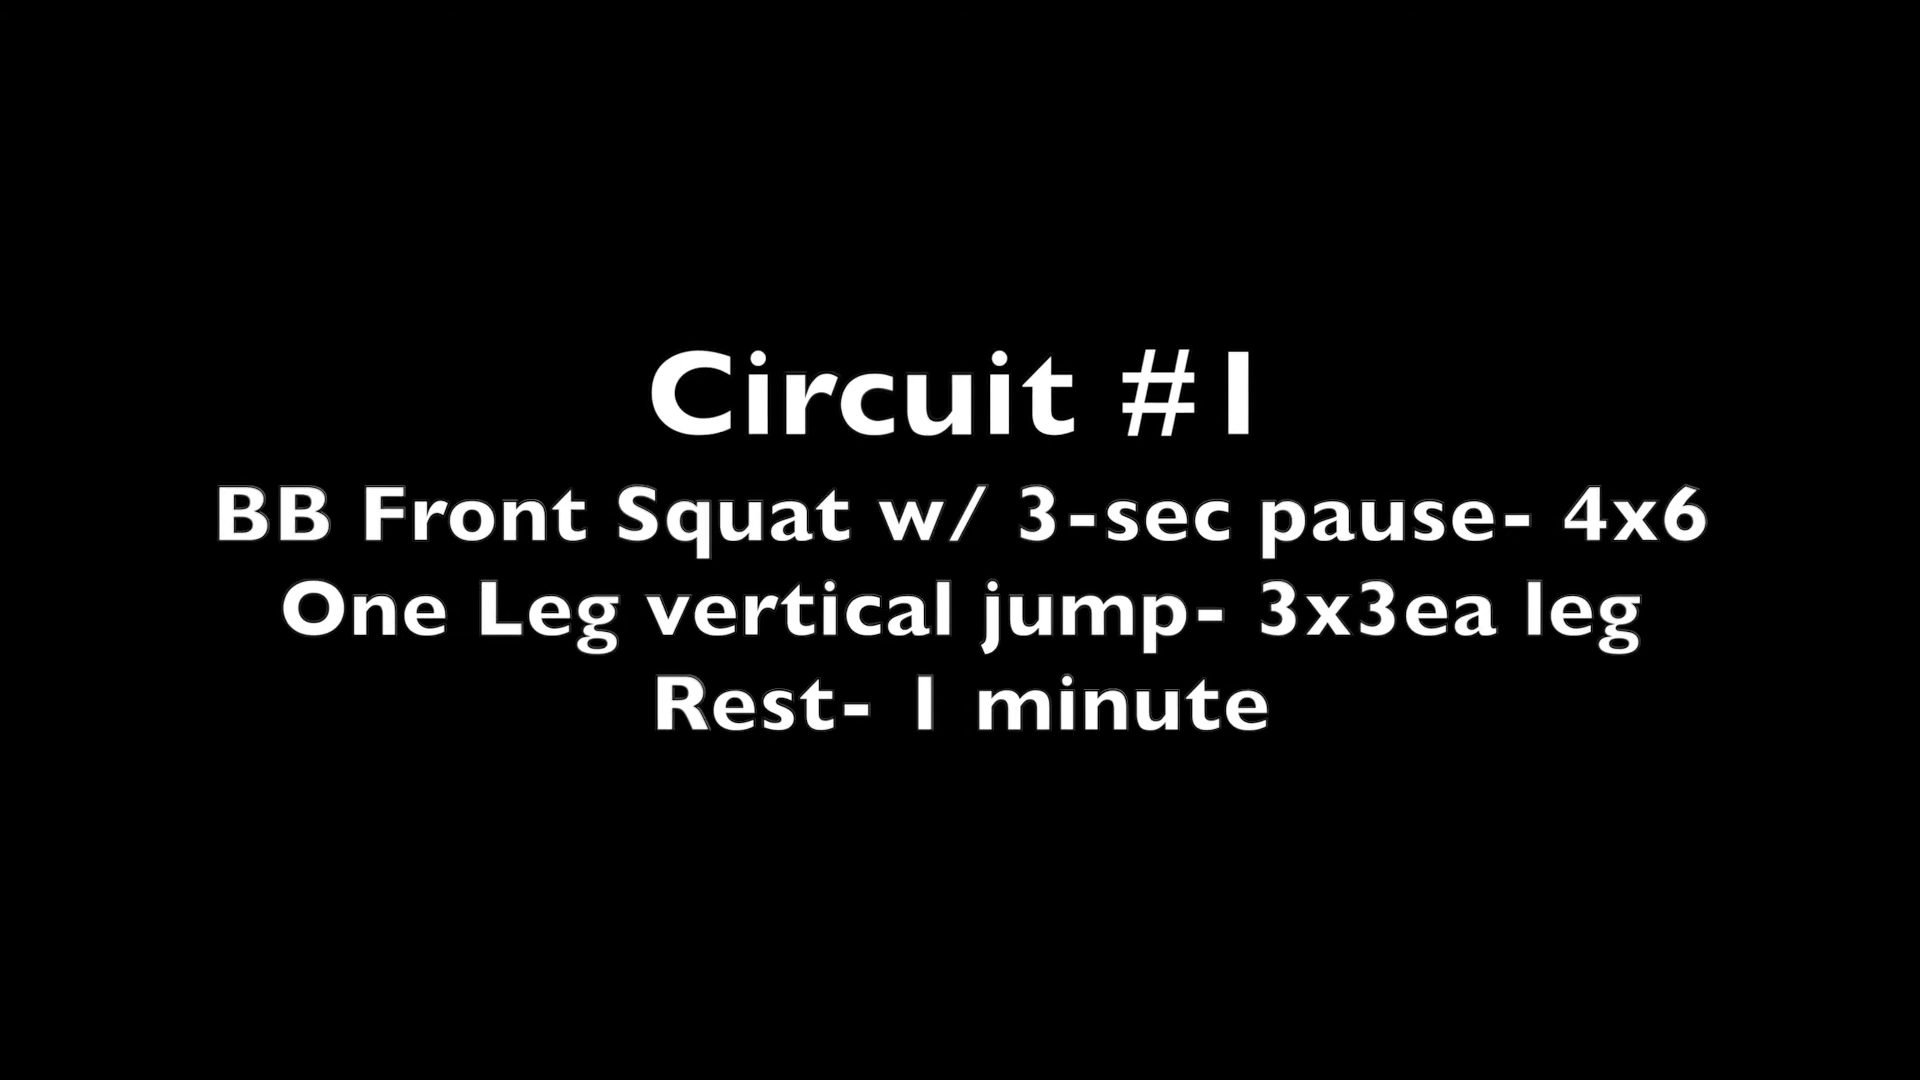 Circuit #1
BB Front Squat w/ 3-sec pause- 4x6
One Leg vertical jump- 3x3ea leg
Rest- 1 minute